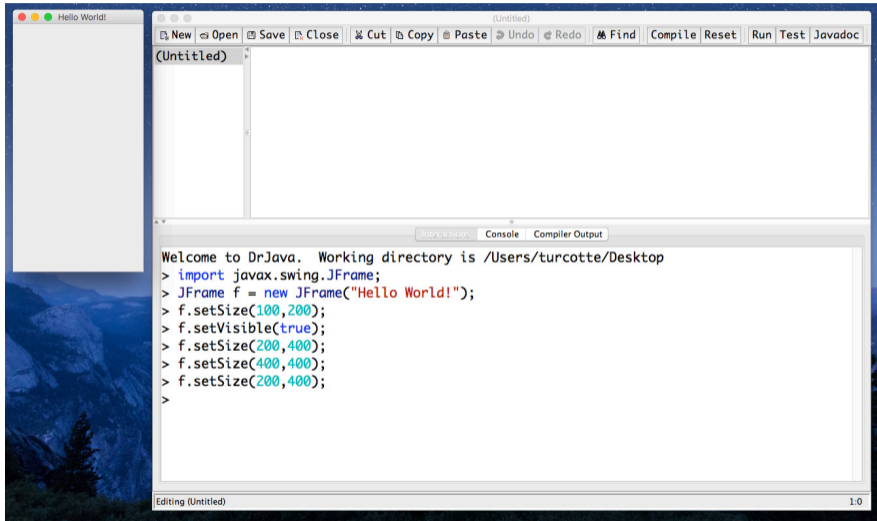 Hello World!
(Untitled)
New Open Save Close Cut Copy Paste Undo Redo Find Compile Reset Run Test Javadoc
(Untitled)
Interactions Console Compiler Output
Welcome to DrJava.  Working directory is /Users/turcotte/Desktop
> import javax.swing.JFrame;
> JFrame f = new JFrame("Hello World!");
> f.setSize(100,200);
> f.setVisible(true);
> f.setSize(200,400);
> f.setSize(400,400);
> f.setSize(200,400);
>
Editing (Untitled) 1:0